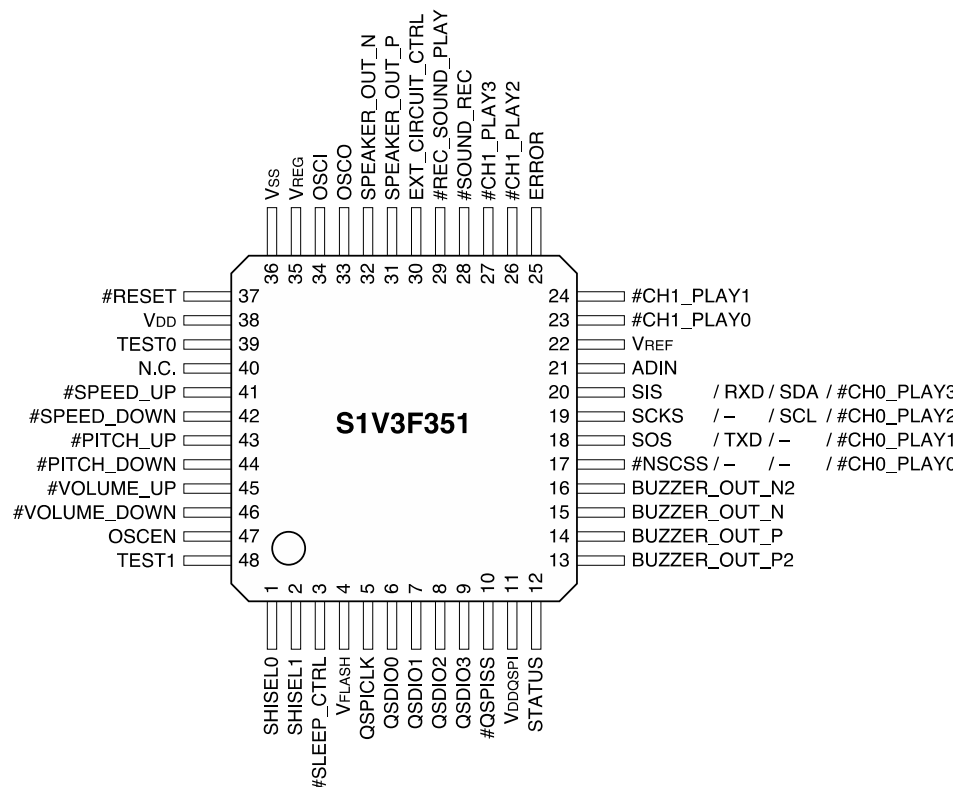 VSS
VREG
OSCI
OSCO
SPEAKER_OUT_N
SPEAKER_OUT_P
EXT_CIRCUIT_CTRL
#REC_SOUND_PLAY
#SOUND_REC
#CH1_PLAY3
#CH1_PLAY2
ERROR
36 35 34 33 32 31 30 29 28 27 26 25
#RESET 37
VDD 38
TEST0 39
N.C. 40
#SPEED_UP 41
#SPEED_DOWN 42
#PITCH_UP 43
#PITCH_DOWN 44
#VOLUME_UP 45
#VOLUME_DOWN 46
OSCEN 47
TEST1 48
S1V3F351
24 #CH1_PLAY1
23 #CH1_PLAY0
22 VREF
21 ADIN
20 SIS / RXD / SDA / #CH0_PLAY3
19 SCKS / – / SCL / #CH0_PLAY2
18 SOS / TXD / – / #CH0_PLAY1
17 #NSCSS / – / – / #CH0_PLAY0
16 BUZZER_OUT_N2
15 BUZZER_OUT_N
14 BUZZER_OUT_P
13 BUZZER_OUT_P2
1 2 3 4 5 6 7 8 9 10 11 12
SHISEL0
SHISEL1
#SLEEP_CTRL
VFLASH
QSPICLK
QSDIO0
QSDIO1
QSDIO2
QSDIO3
#QSPISS
VDDQSPI
STATUS